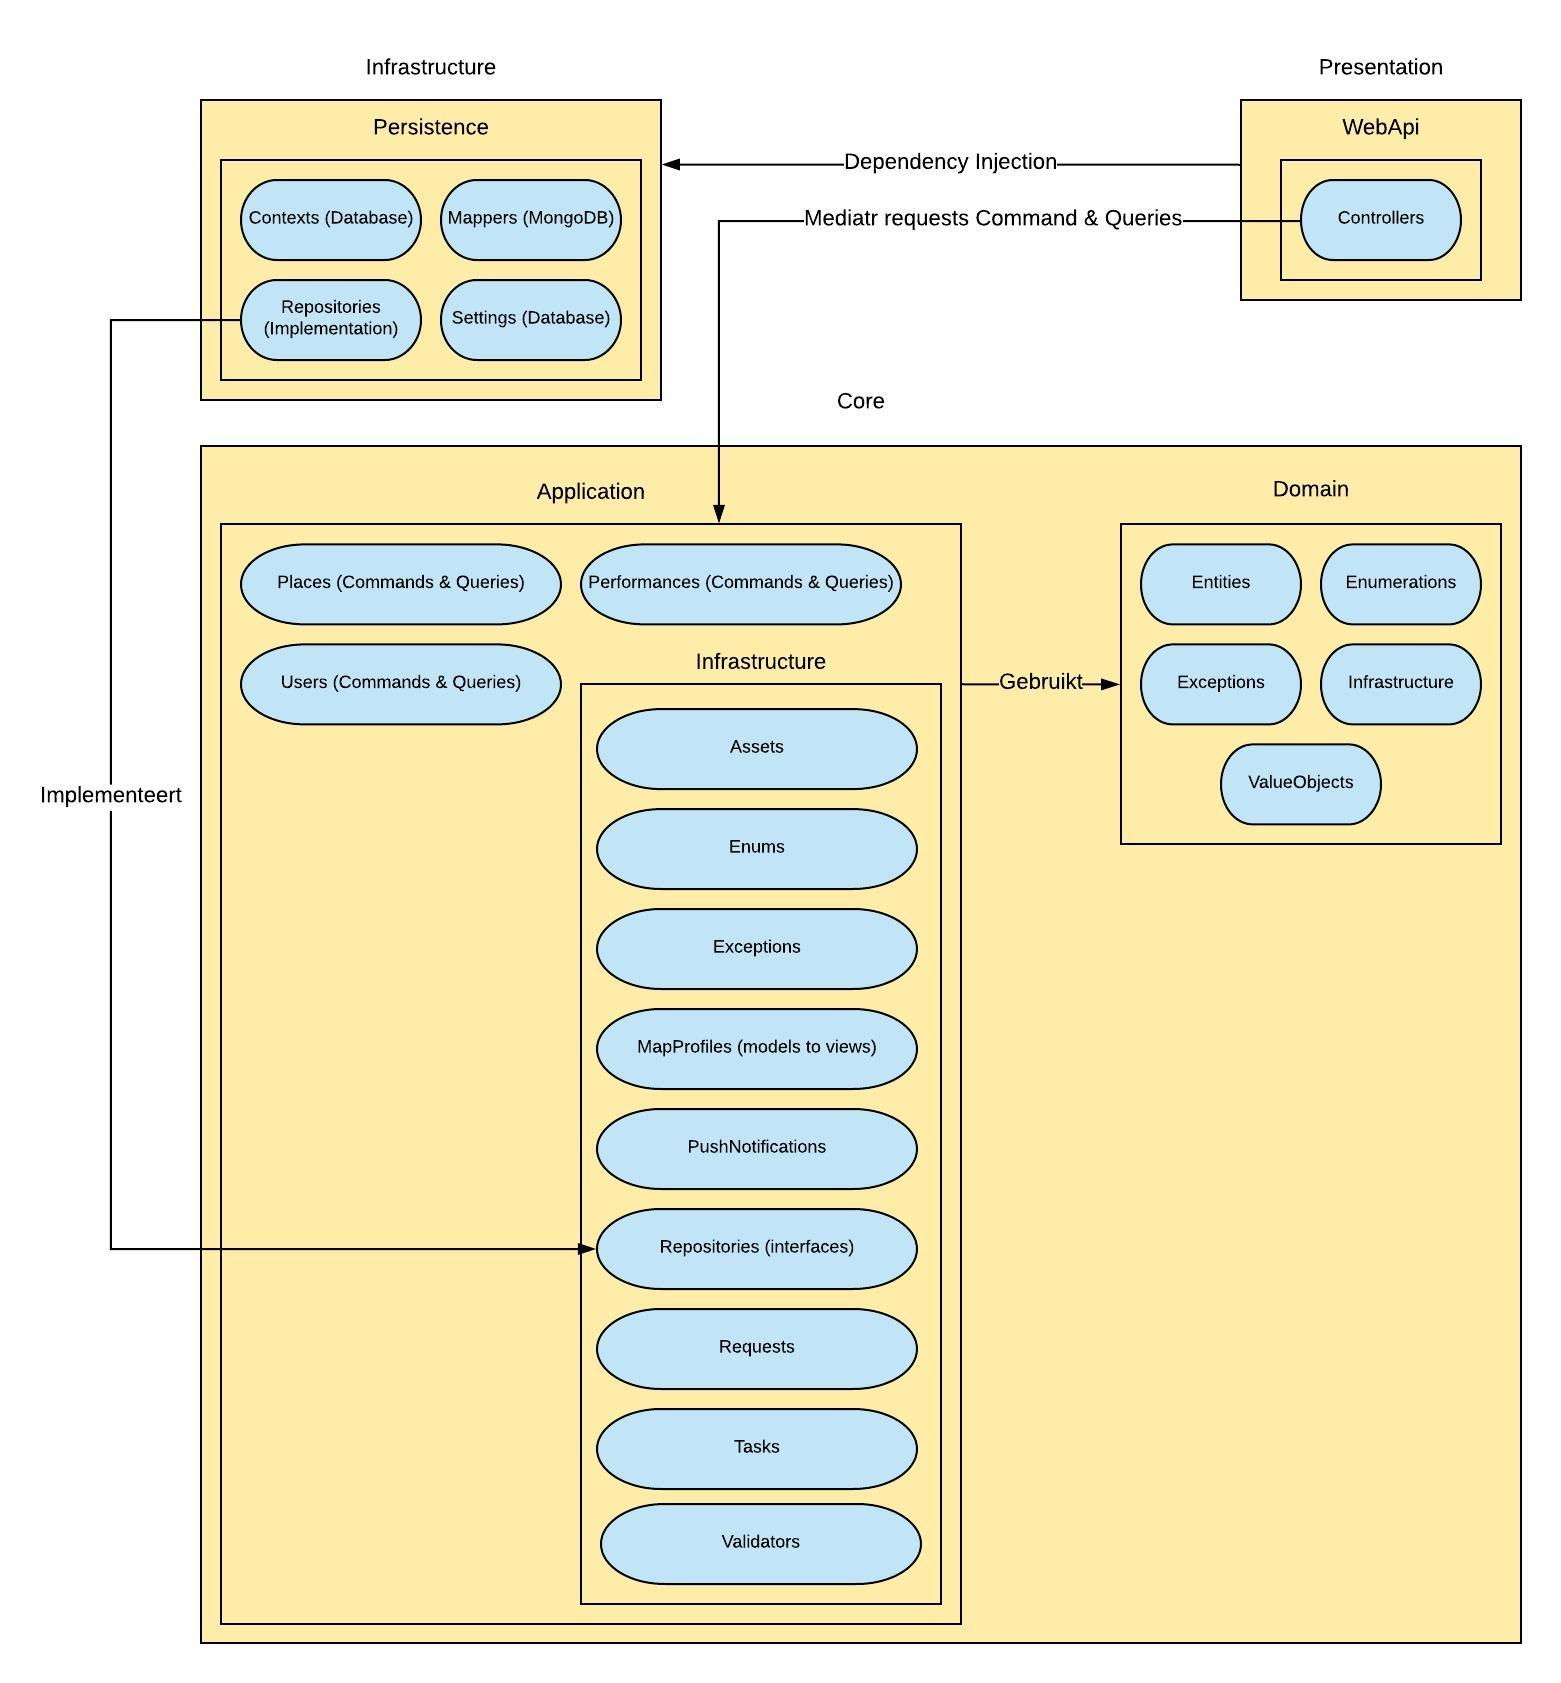 Infrastructure
Presentation
Persistence
WebApi
Dependency Injection
Contexts (Database)
Mappers (MongoDB)
Mediatr requests Command & Queries
Controllers
Repositories
(Implementation)
Settings (Database)
Core
Application
Domain
Places (Commands & Queries)
Performances (Commands & Queries)
Entities
Enumerations
Infrastructure
Users (Commands & Queries)
Gebruikt
Exceptions
Infrastructure
Assets
ValueObjects
Implementeert
Enums
Exceptions
MapProfiles (models to views)
PushNotifications
Repositories (interfaces)
Requests
Tasks
Validators